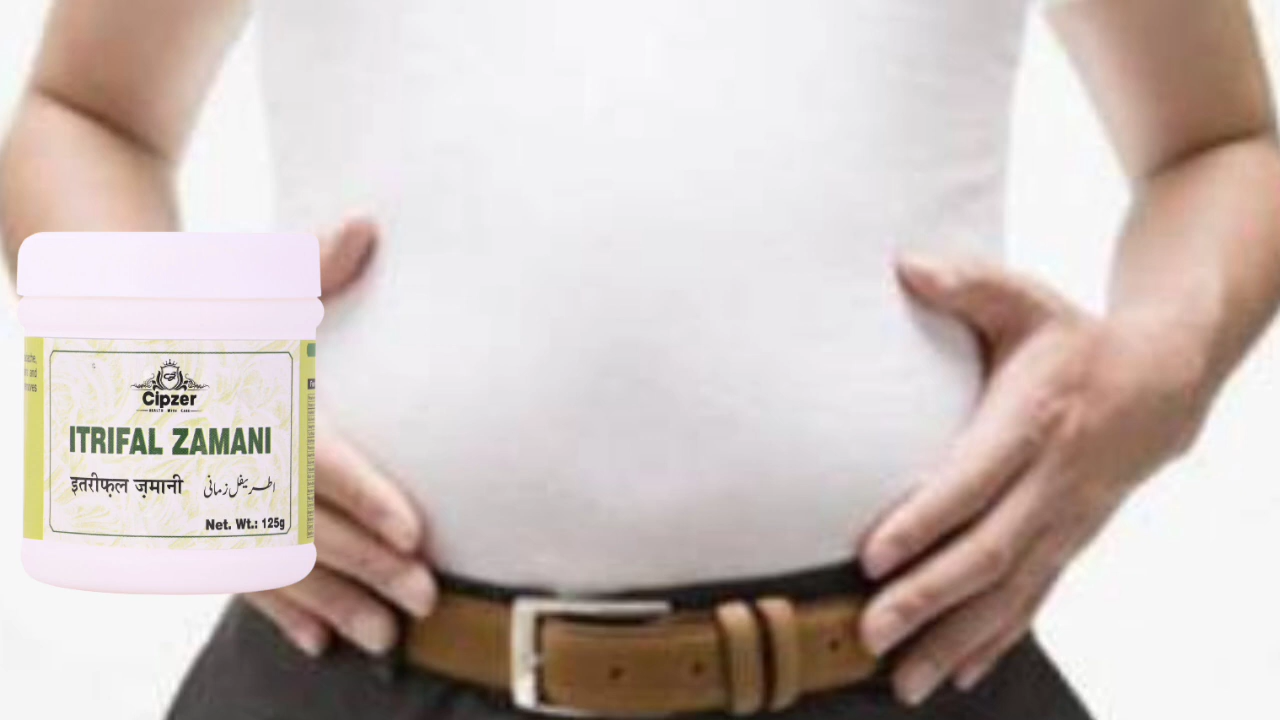 Cipzer
ITRIFAL ZAMANI
इतरीफ़ल ज़मानी
اطریفل زمانی
Net. Wt.: 125g